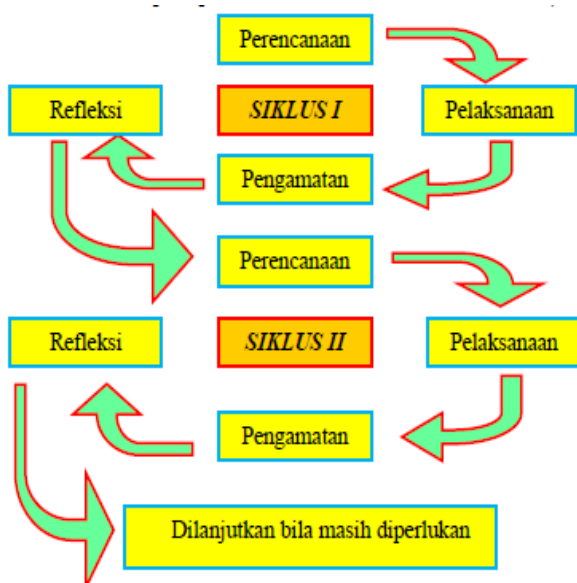 Perencanaan
Refleksi
SIKLUS I
Pelaksanaan
Pengamatan
Perencanaan
Refleksi
SIKLUS II
Pelaksanaan
Pengamatan
Dilanjutkan bila masih diperlukan